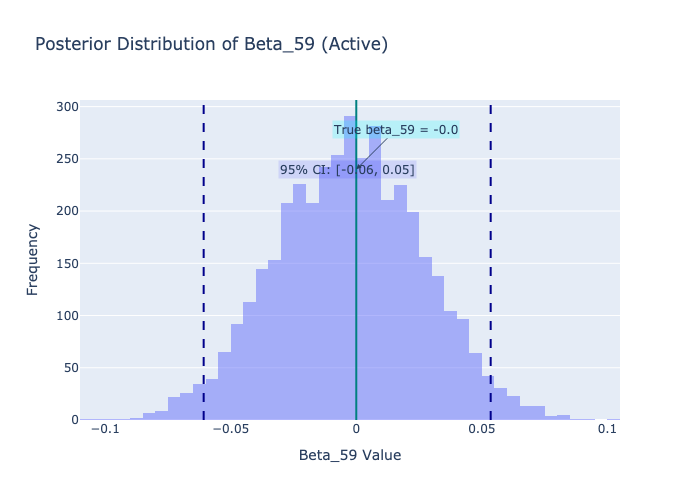 Posterior Distribution of Beta_59 (Active)
300
True beta_59 = -0.0
250
95% CI: [-0.06, 0.05]
200
Frequency
150
100
50
0
−0.1
−0.05
0
0.05
0.1
Beta_59 Value